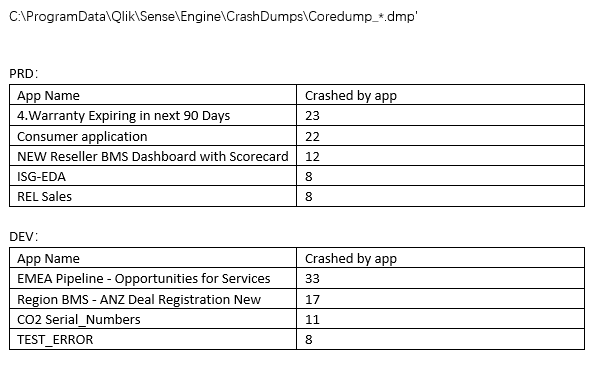 C:\ProgramData\Qlik\Sense\Engine\CrashDumps\Coredump_*.dmp'
PRD：
App Name Crashed by app
4.Warranty Expiring in next 90 Days 23
Consumer application 22
NEW Reseller BMS Dashboard with Scorecard 12
ISG-EDA 8
REL Sales 8
DEV：
App Name Crashed by app
EMEA Pipeline - Opportunities for Services 33
Region BMS - ANZ Deal Registration New 17
CO2 Serial_Numbers 11
TEST_ERROR 8